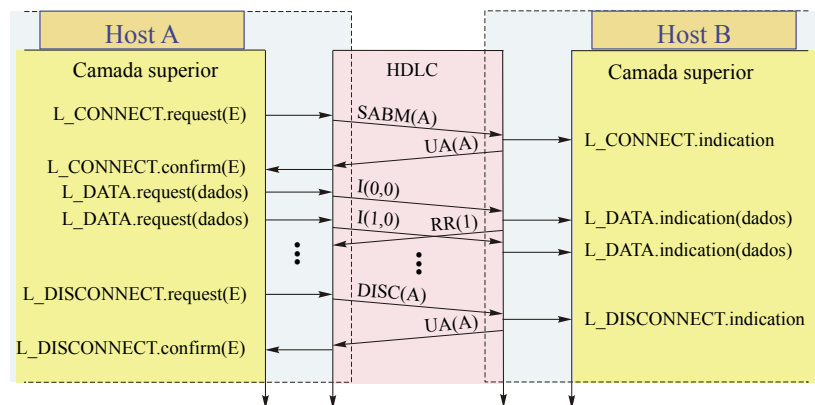 Host A
Host B
Camada superior
HDLC
Camada superior
L_CONNECT.request(E)
SABM(A)
L_CONNECT.indication
UA(A)
L_CONNECT.confirm(E)
L_DATA.request(dados)
I(0,0)
L_DATA.request(dados)
I(1,0)
RR(1)
L_DATA.indication(dados)
L_DATA.indication(dados)
L_DISCONNECT.request(E)
DISC(A)
L_DISCONNECT.indication
UA(A)
L_DISCONNECT.confirm(E)